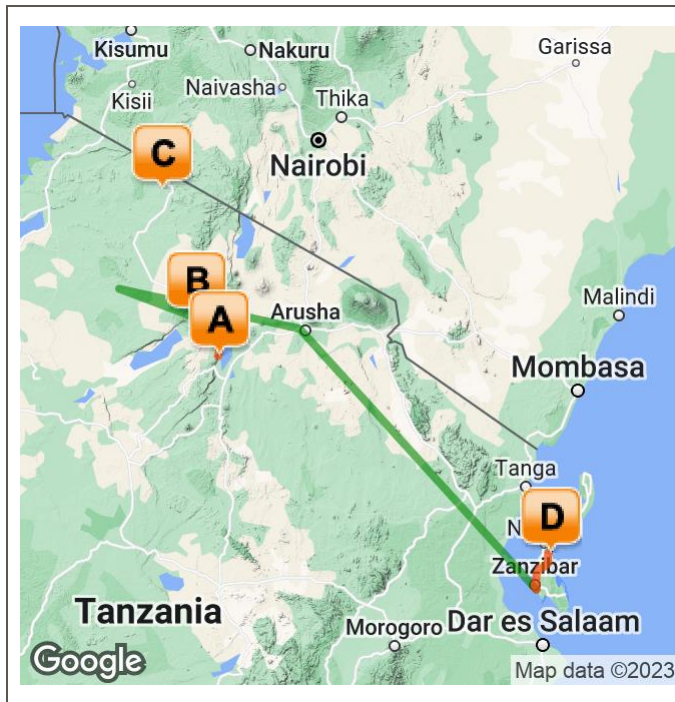 Kisumu
Nakuru
Garissa
Kisii
Naivasha
Thika
Nairobi
C
B
A
Arusha
Malindi
Mombasa
Tanga
N
D
Zanzibar
Tanzania
Morogoro
Dar es Salaam
Google
Map data ©2023